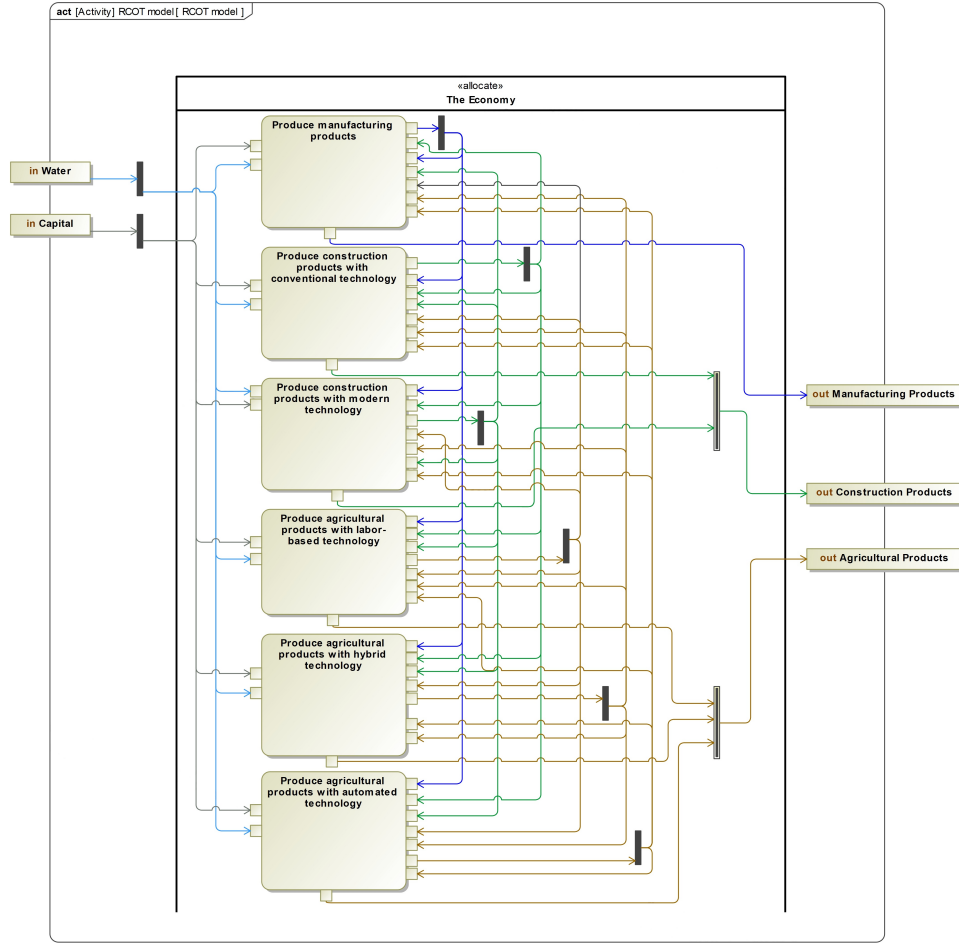 act [Activity] RCOT model [ RCOT model ]
«allocate»
The Economy
Produce manufacturing
products
in Water
in Capital
Produce construction
products with
conventional technology
Produce construction
products with modern
technology
out Manufacturing Products
out Construction Products
Produce agricultural
products with labor-
based technology
out Agricultural Products
Produce agricultural
products with hybrid
technology
Produce agricultural
products with automated
technology